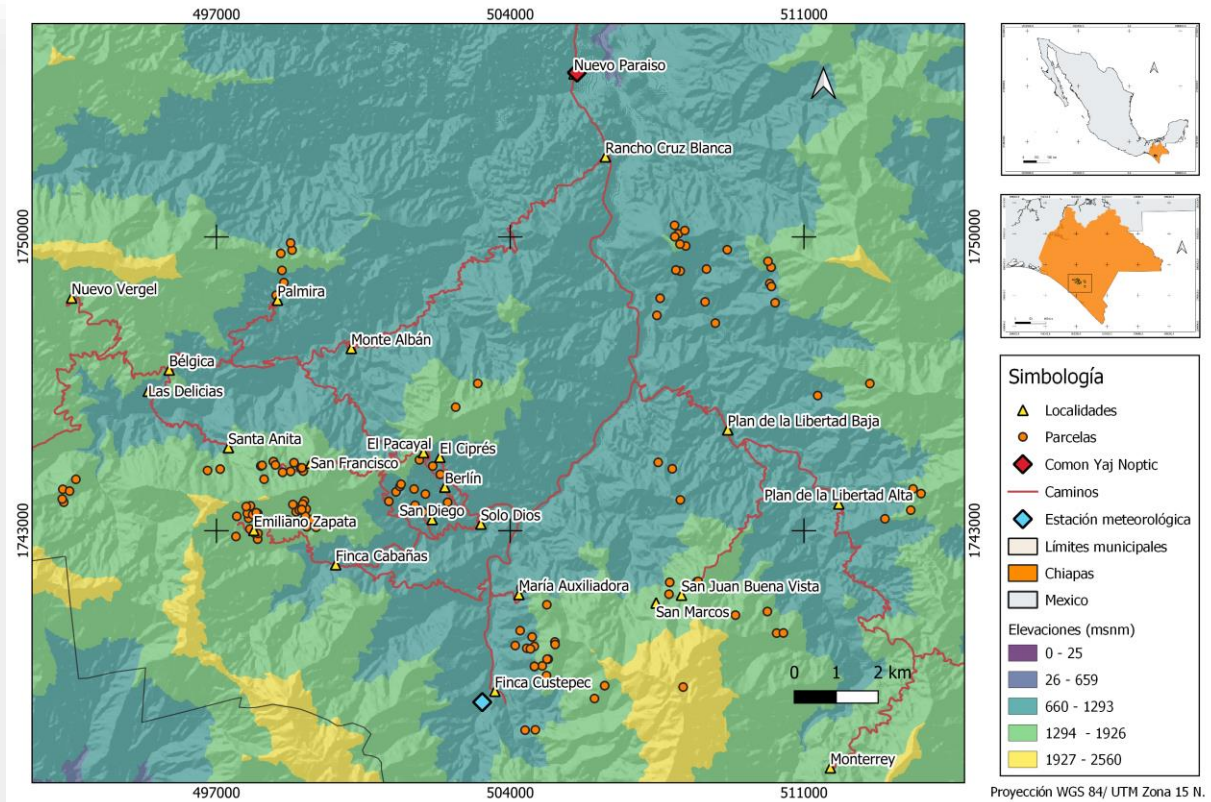 497000
504000
511000
Nuevo Paraiso
Rancho Cruz Blanca
1750000
1750000
Nuevo Vergel
Palmira
Monte Albán
Bélgica
Las Delicias
Plan de la Libertad Baja
Santa Anita
El Pacayal
El Ciprés
San Francisco
Berlín
Plan de la Libertad Alta
San Diego
Solo Dios
Emiliano Zapata
1743000
1743000
Finca Cabañas
María Auxiliadora
San Juan Buena Vista
San Marcos
0 1 2 km
Finca Custepec
Monterrey
497000
504000
511000
Simbología
Localidades
Parcelas
Comon Yaj Noptic
Caminos
Estación meteorológica
Límites municipales
Chiapas
Mexico
Elevaciones (msnm)
0 - 25
26 - 659
660 - 1293
1294 - 1926
1927 - 2560
Proyección WGS 84/ UTM Zona 15 N.